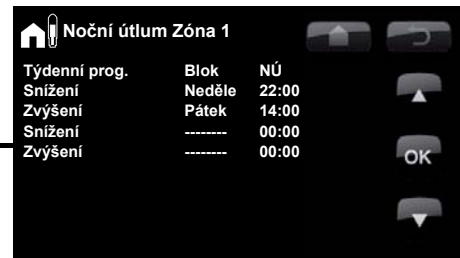 Noční útlum Zóna 1
Týdenní prog. Blok NÚ
Snížení Neděle 22:00
Zvýšení Pátek 14:00
Snížení -------- 00:00
Zvýšení -------- 00:00
OK